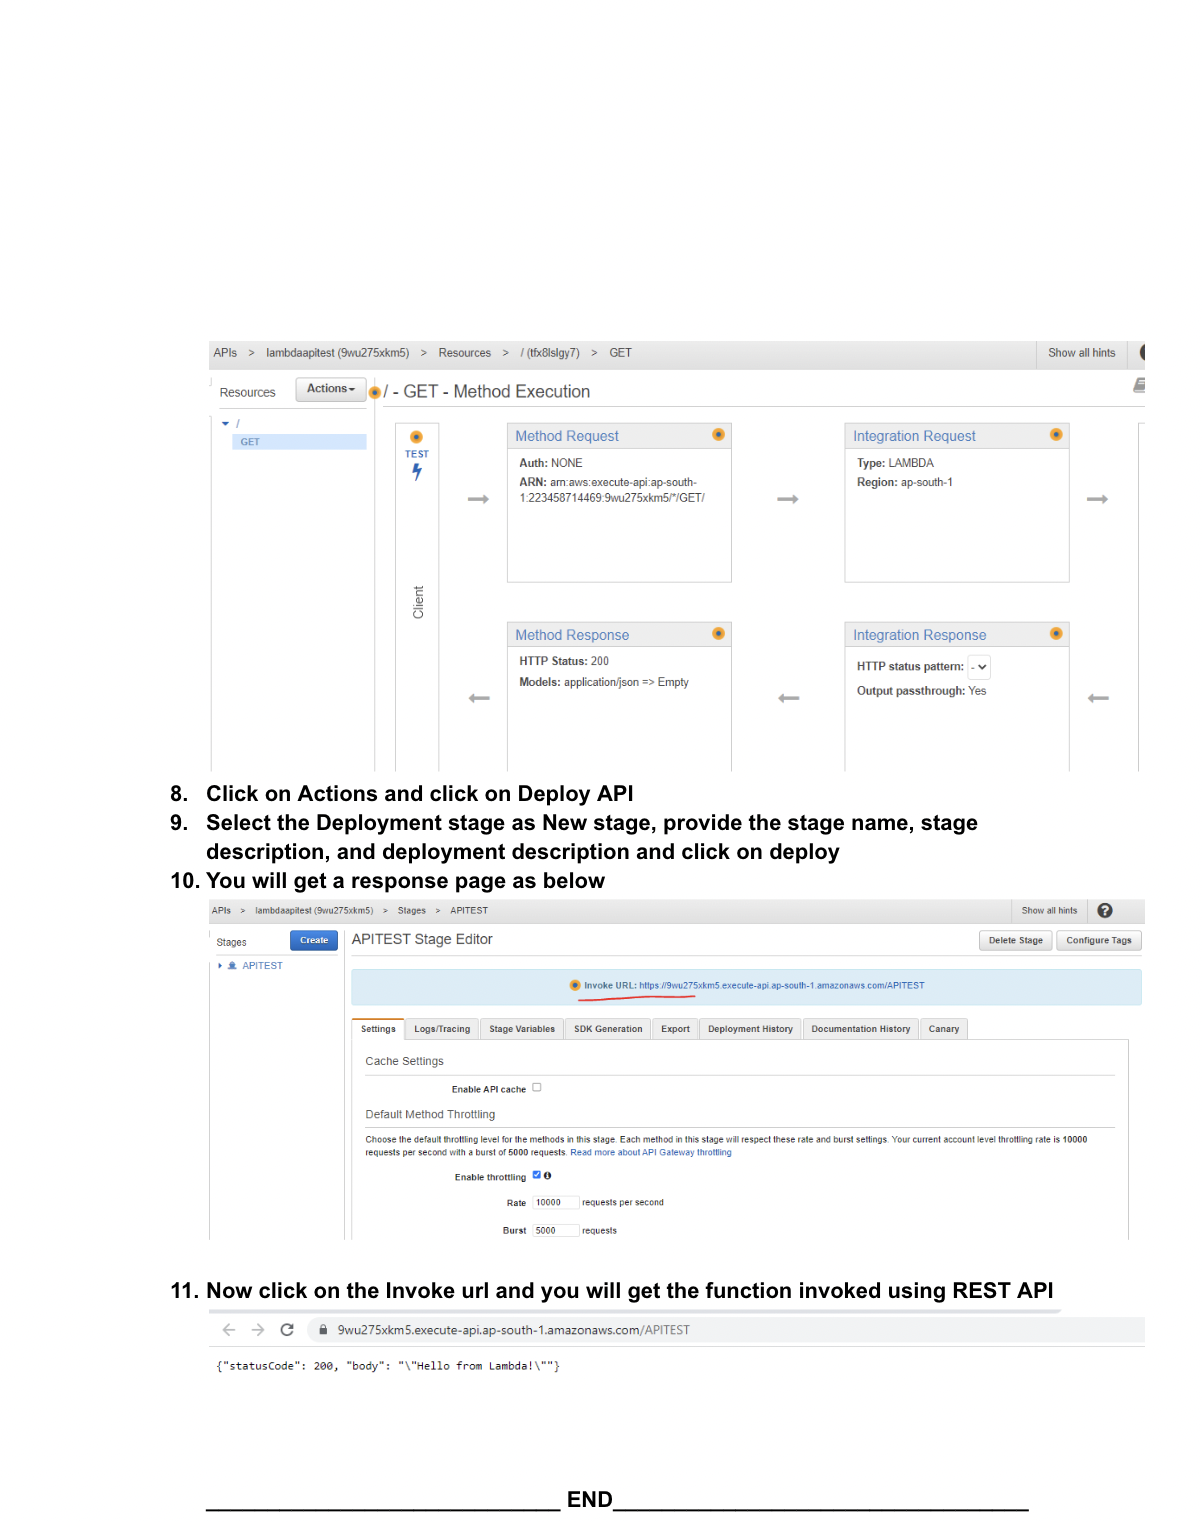 APIs > lambdaapitest (9wu275xkm5) > Resources > / (tfx8lslgy7) > GET Show all hints
Resources Actions / - GET - Method Execution
/
GET
TEST
Client
Method Request
Auth: NONE
ARN: arn:aws:execute-api:ap-south-
1:223458714469:9wu275xkm5/*/GET/
Integration Request
Type: LAMBDA
Region: ap-south-1
Method Response
HTTP Status: 200
Models: application/json => Empty
Integration Response
HTTP status pattern: -
Output passthrough: Yes
8. Click on Actions and click on Deploy API
9. Select the Deployment stage as New stage, provide the stage name, stage
description, and deployment description and click on deploy
10. You will get a response page as below
APIs > lambdaapitest (9wu275xkm5) > Stages > APITEST Show all hints ?
Stages Create APITEST Stage Editor Delete Stage Configure Tags
APITEST
Invoke URL: https://9wu275xkm5.execute-api.ap-south-1.amazonaws.com/APITEST
Settings Logs/Tracing Stage Variables SDK Generation Export Deployment History Documentation History Canary
Cache Settings
Enable API cache
Default Method Throttling
Choose the default throttling level for the methods in this stage. Each method in this stage will respect these rate and burst settings. Your current account level throttling rate is 10000
requests per second with a burst of 5000 requests. Read more about API Gateway throttling
Enable throttling
Rate 10000 requests per second
Burst 5000 requests
11. Now click on the Invoke url and you will get the function invoked using REST API
9wu275xkm5.execute-api.ap-south-1.amazonaws.com/APITEST
{"statusCode": 200, "body": "\"Hello from Lambda!\""}
END